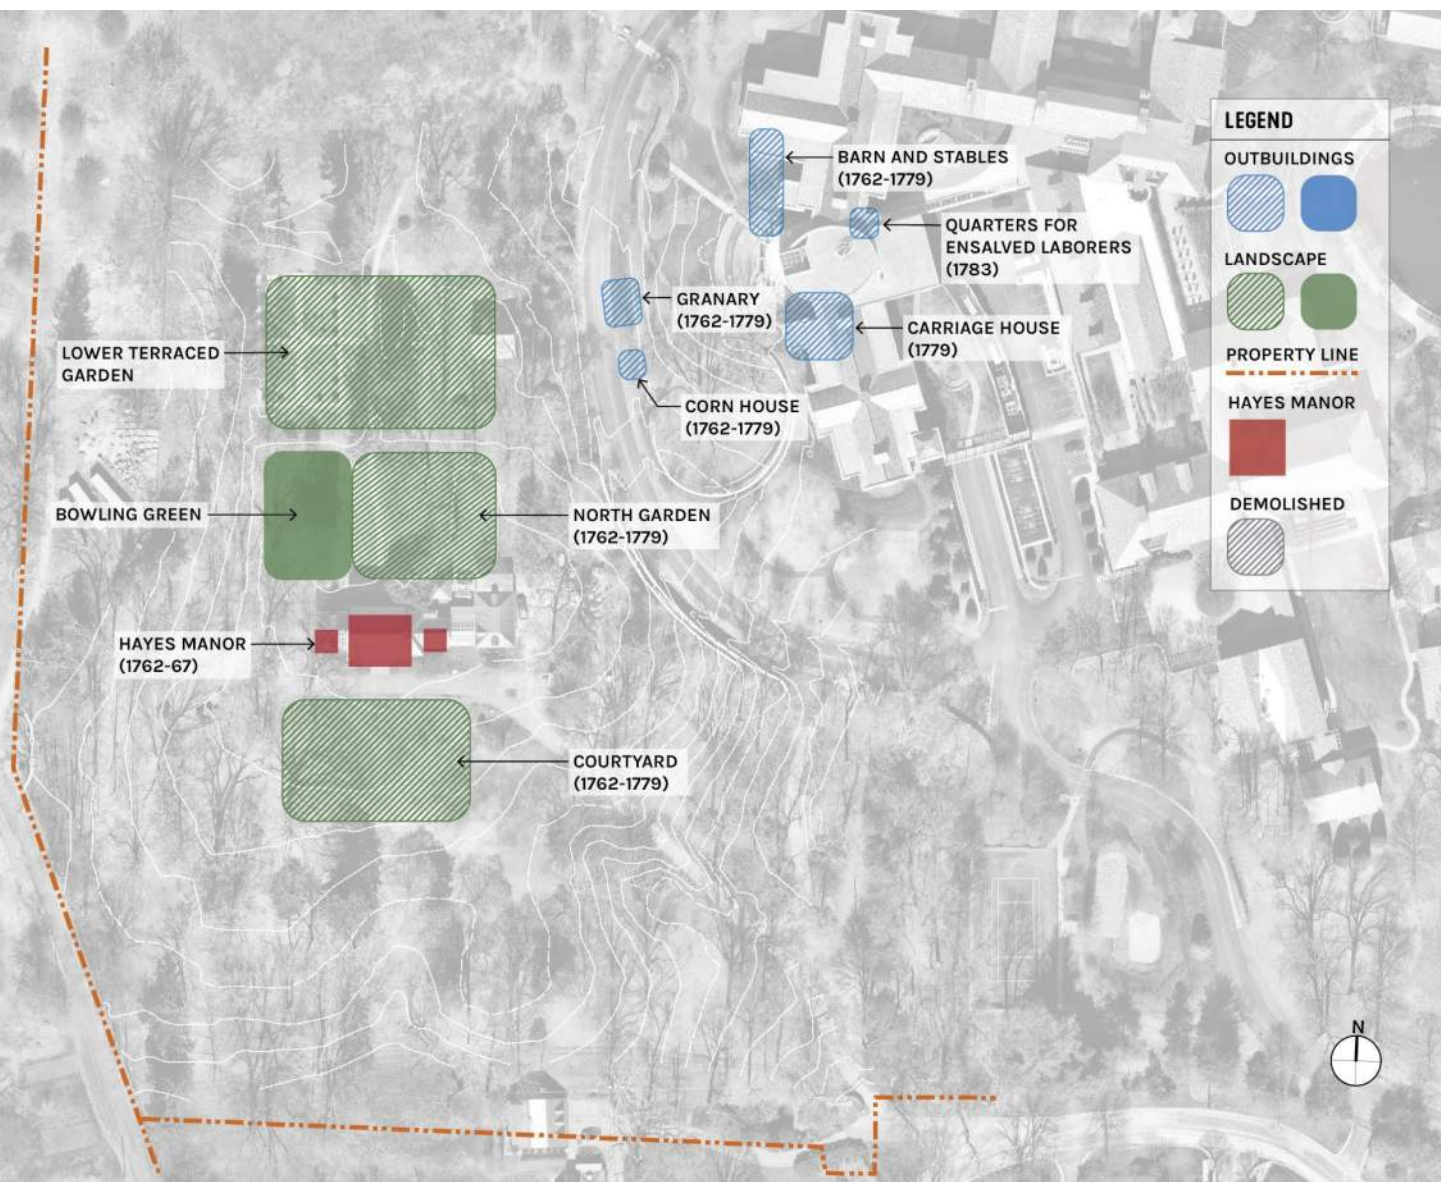 LEGEND
OUTBUILDINGS
LANDSCAPE
PROPERTY LINE
HAYES MANOR
DEMOLISHED
BARN AND STABLES
(1762-1779)
QUARTERS FOR
ENSALVED LABORERS
(1783)
GRANARY
(1762-1779)
CARRIAGE HOUSE
(1779)
LOWER TERRACED
GARDEN
CORN HOUSE
(1762-1779)
BOWLING GREEN
NORTH GARDEN
(1762-1779)
HAYES MANOR
(1762-67)
COURTYARD
(1762-1779)
N